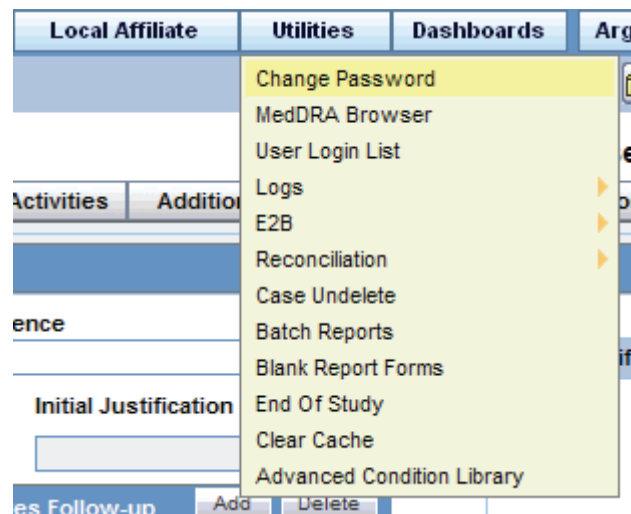 Local Affiliate Utilities Dashboards Arg
Change Password
MedDRA Browser
User Login List
Logs
Activities Addition
E2B
Reconciliation
Case Undelete
ence
Batch Reports
Blank Report Forms
if
Initial Justification
End Of Study
Clear Cache
Advanced Condition Library
es Follow-up Add Delete